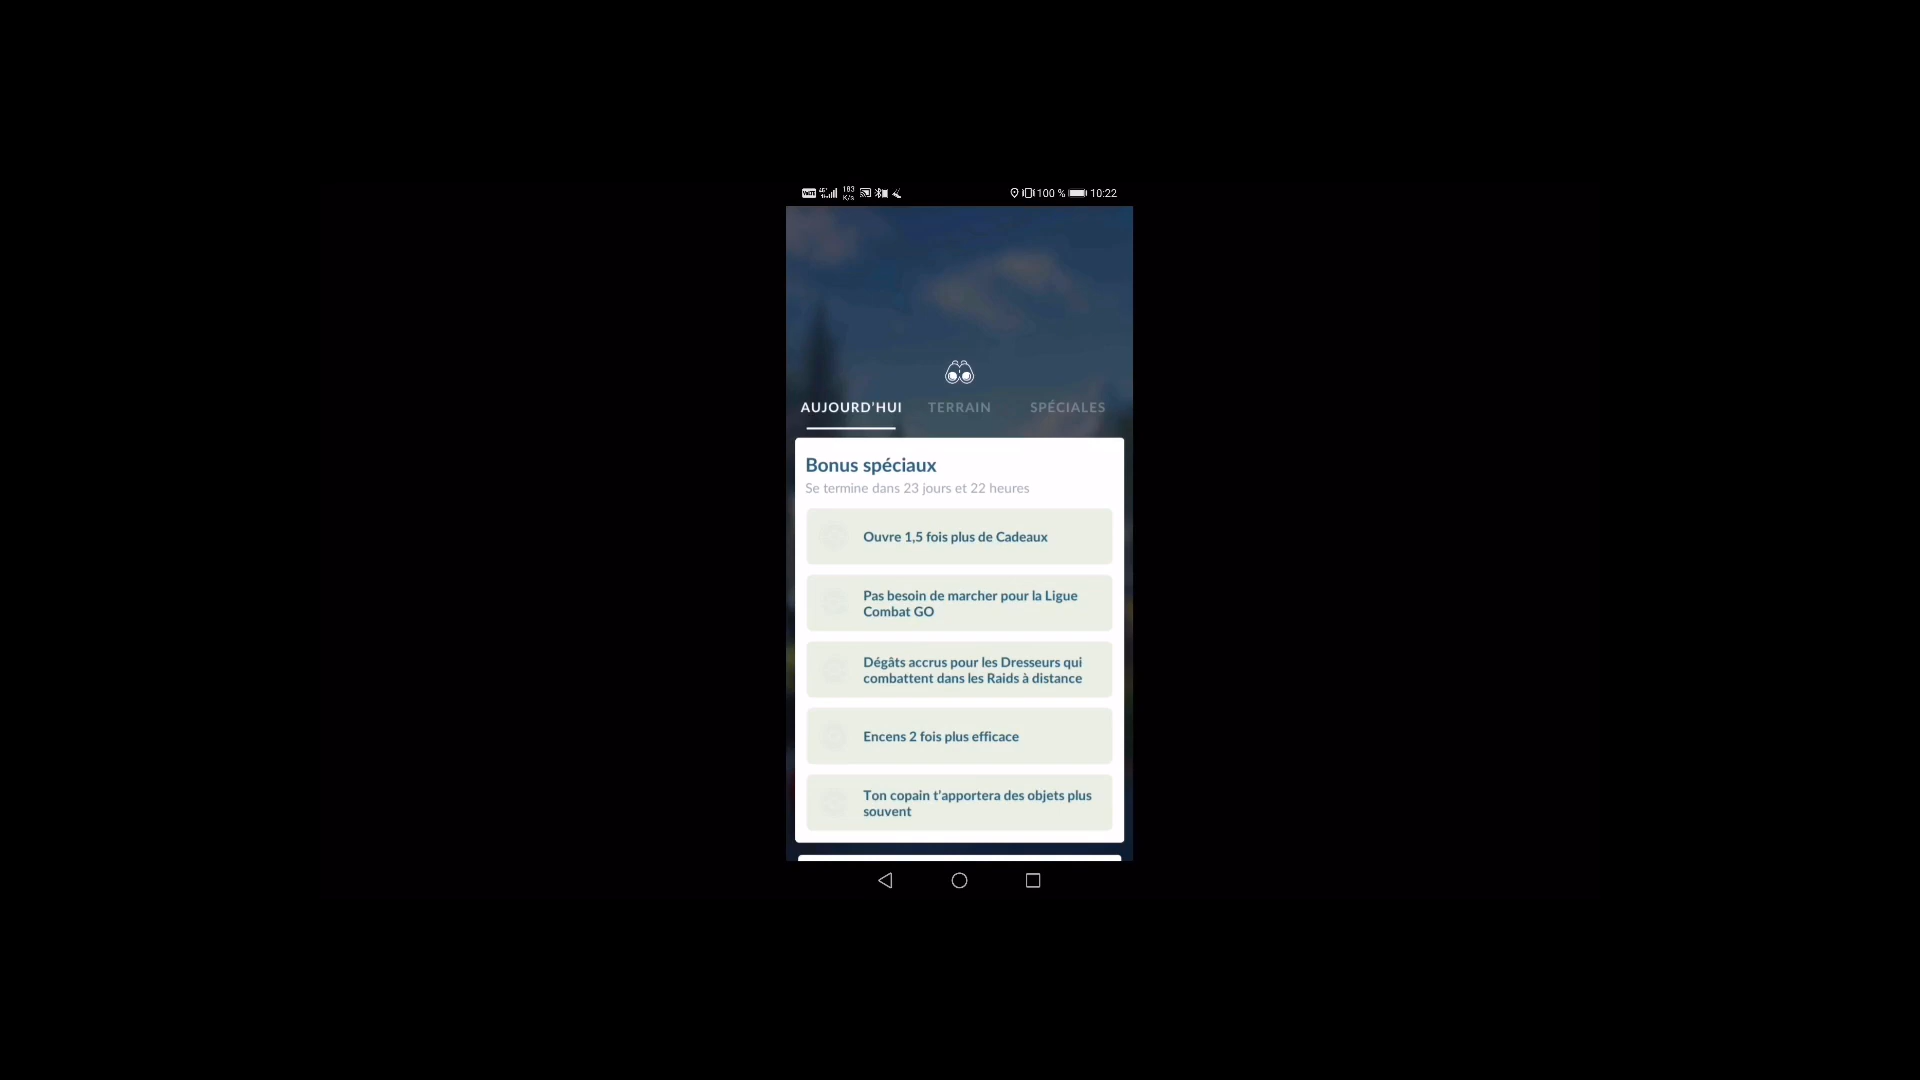 183
K/s
100 %
10:22
AUJOURD'HUI
TERRAIN
SPÉCIALES
Bonus spéciaux
Se termine dans 23 jours et 22 heures
Ouvre 1,5 fois plus de Cadeaux
Pas besoin de marcher pour la Ligue
Combat GO
Dégâts accrus pour les Dresseurs qui
combattent dans les Raids à distance
Encens 2 fois plus efficace
Ton copain t'apportera des objets plus
souvent